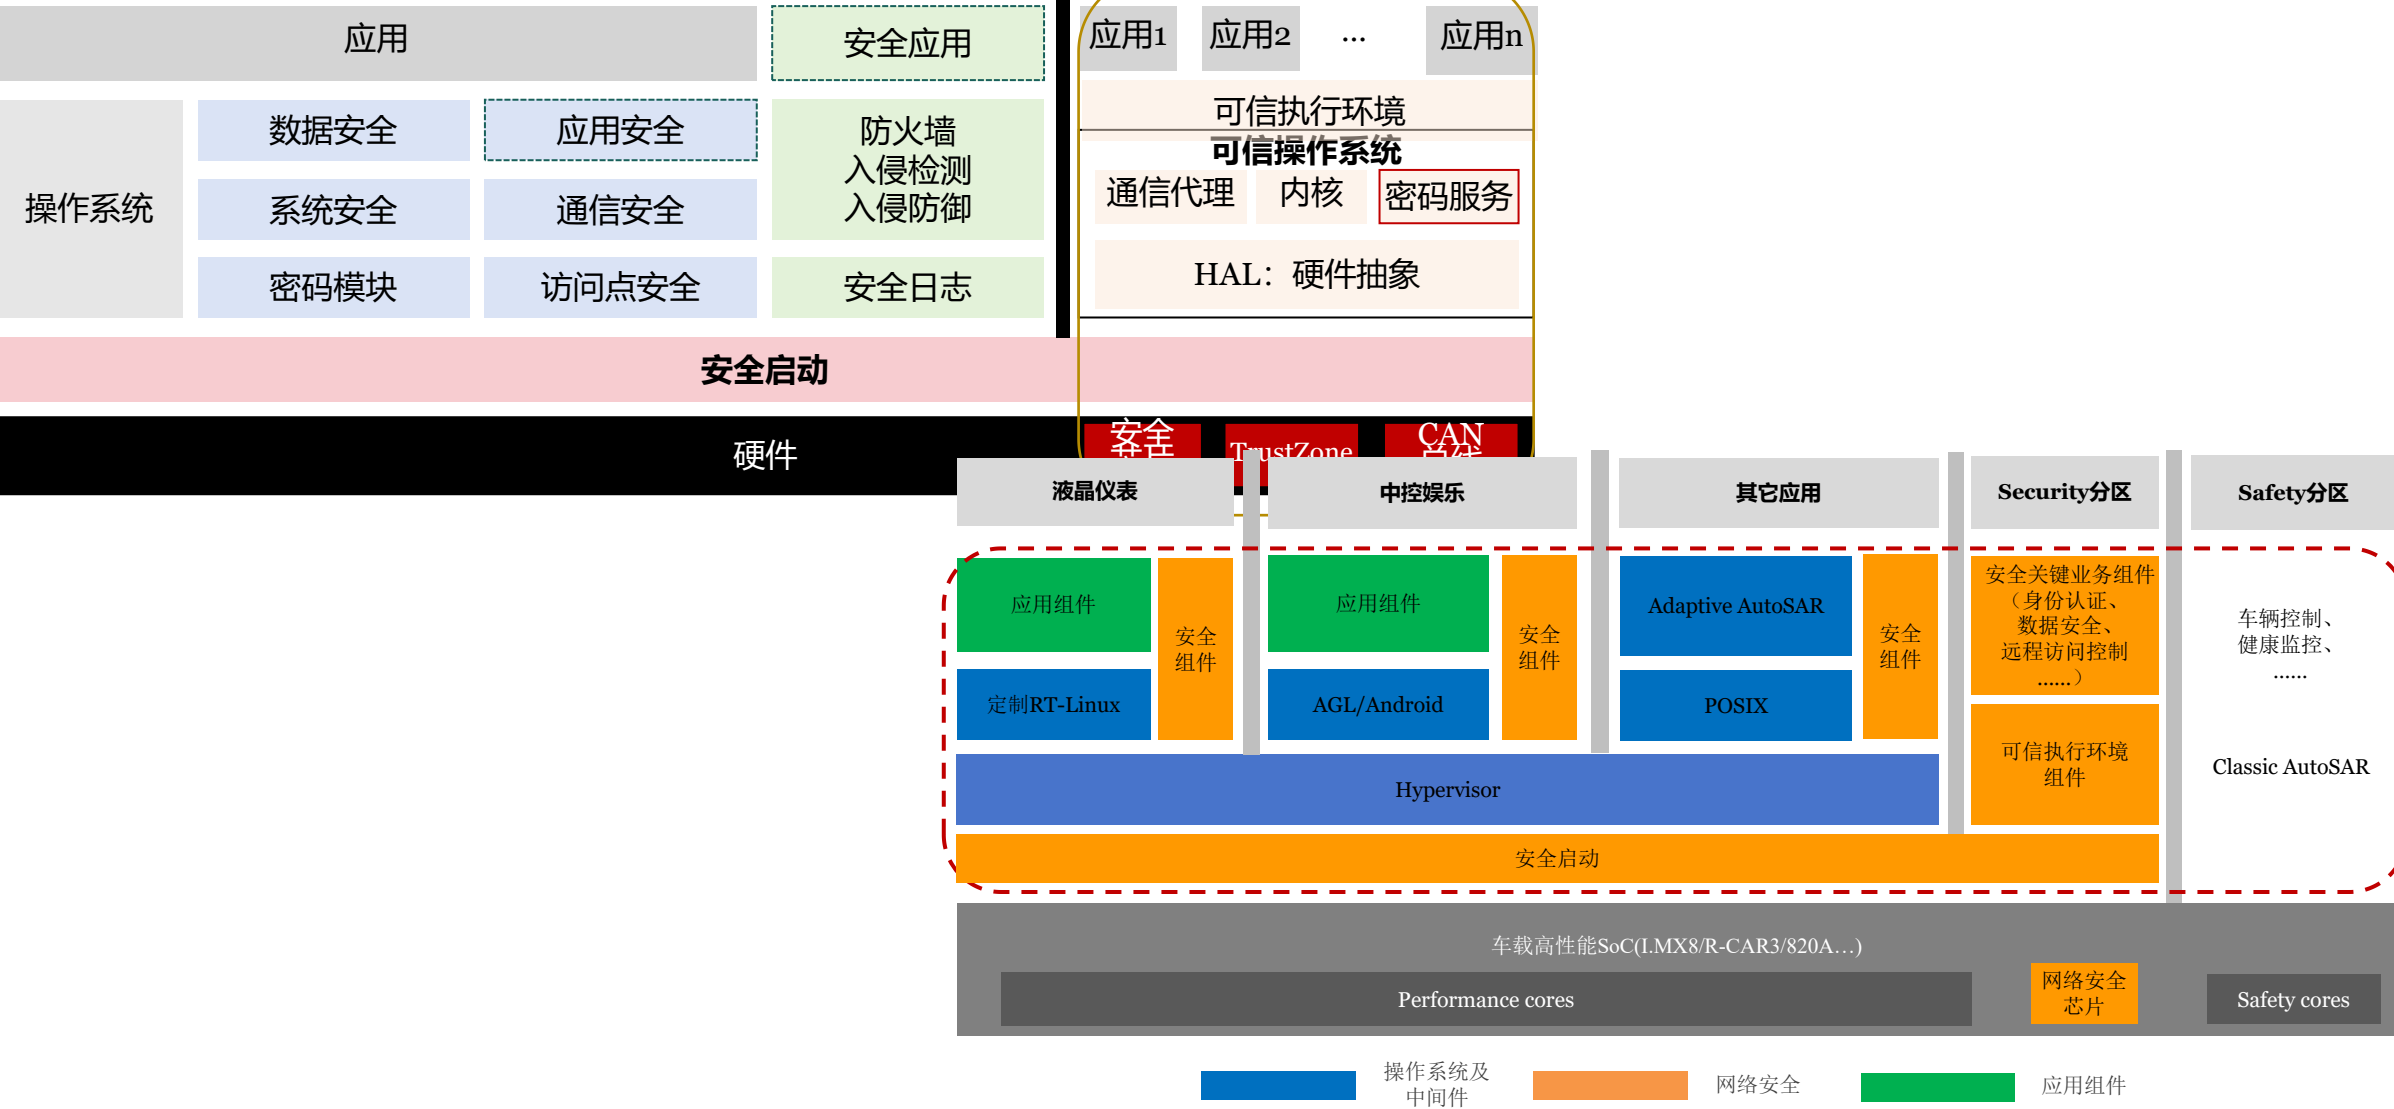 应用
安全应用
应用1
应用2
...
应用n
可信执行环境
可信操作系统
操作系统
数据安全
应用安全
防火墙
入侵检测
入侵防御
通信代理
内核
密码服务
系统安全
通信安全
HAL：硬件抽象
密码模块
访问点安全
安全日志
安全启动
硬件
安全
TrustZone
CAN
总线
液晶仪表
中控娱乐
其它应用
Security分区
Safety分区
应用组件
安全
组件
定制RT-Linux
应用组件
安全
组件
AGL/Android
Adaptive AutoSAR
安全
组件
POSIX
安全关键业务组件
（身份认证、
数据安全、
远程访问控制
……）
可信执行环境
组件
车辆控制、
健康监控、
……
Classic AutoSAR
Hypervisor
安全启动
车载高性能SoC(I.MX8/R-CAR3/820A…)
Performance cores
网络安全
芯片
Safety cores
操作系统及
中间件
网络安全
应用组件